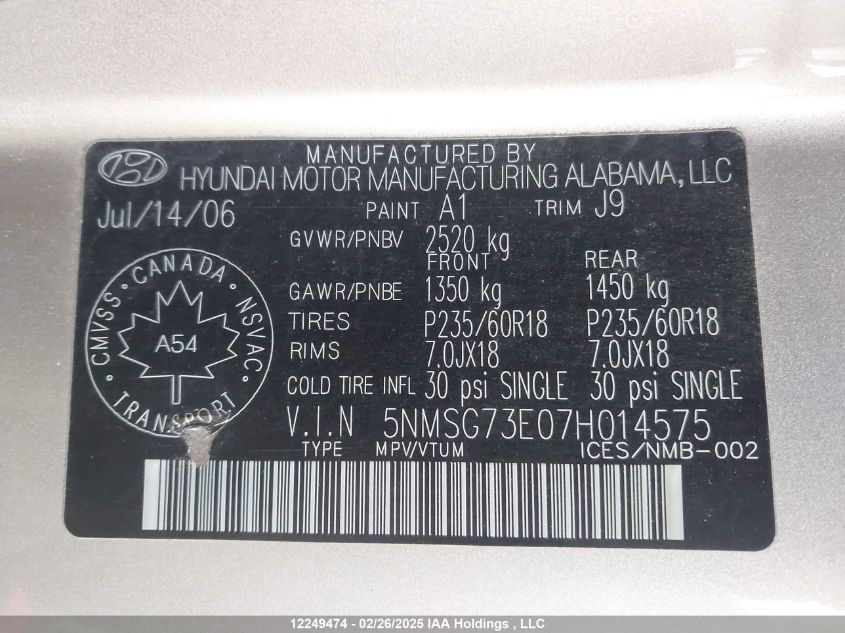 MANUFACTURED BY
HYUNDAI MOTOR MANUFACTURING ALABAMA, LLC
Jul/14/06 PAINT A1 TRIM J9
GVWR/PNBV 2520 kg
FRONT REAR
GAWR/PNBE 1350 kg 1450 kg
TIRES P235/60R18 P235/60R18
RIMS 7.0JX18 7.0JX18
COLD TIRE INFL 30 psi SINGLE 30 psi SINGLE
CMVSS · CANADA · NSVAC · TRANSPORT ·
A54
V.I.N 5NMSG73E07H014575
TYPE MPV/VTUM ICES/NMB-002
12249474 - 02/26/2025 IAA Holdings , LLC